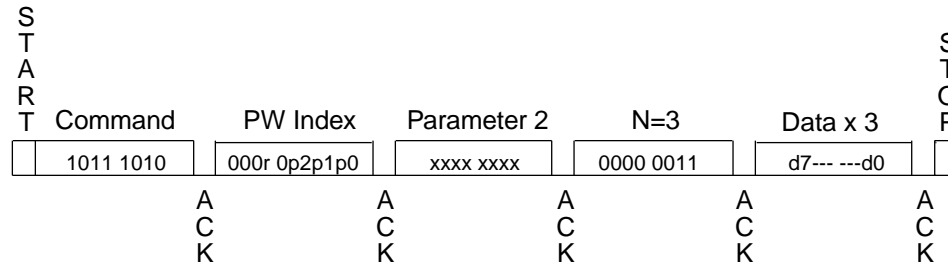 START
Command PW Index Parameter 2 N=3 Data x 3
1011 1010 000r 0p2p1p0 xxxx xxxx 0000 0011 d7--- ---d0
ACK ACK ACK ACK ACK